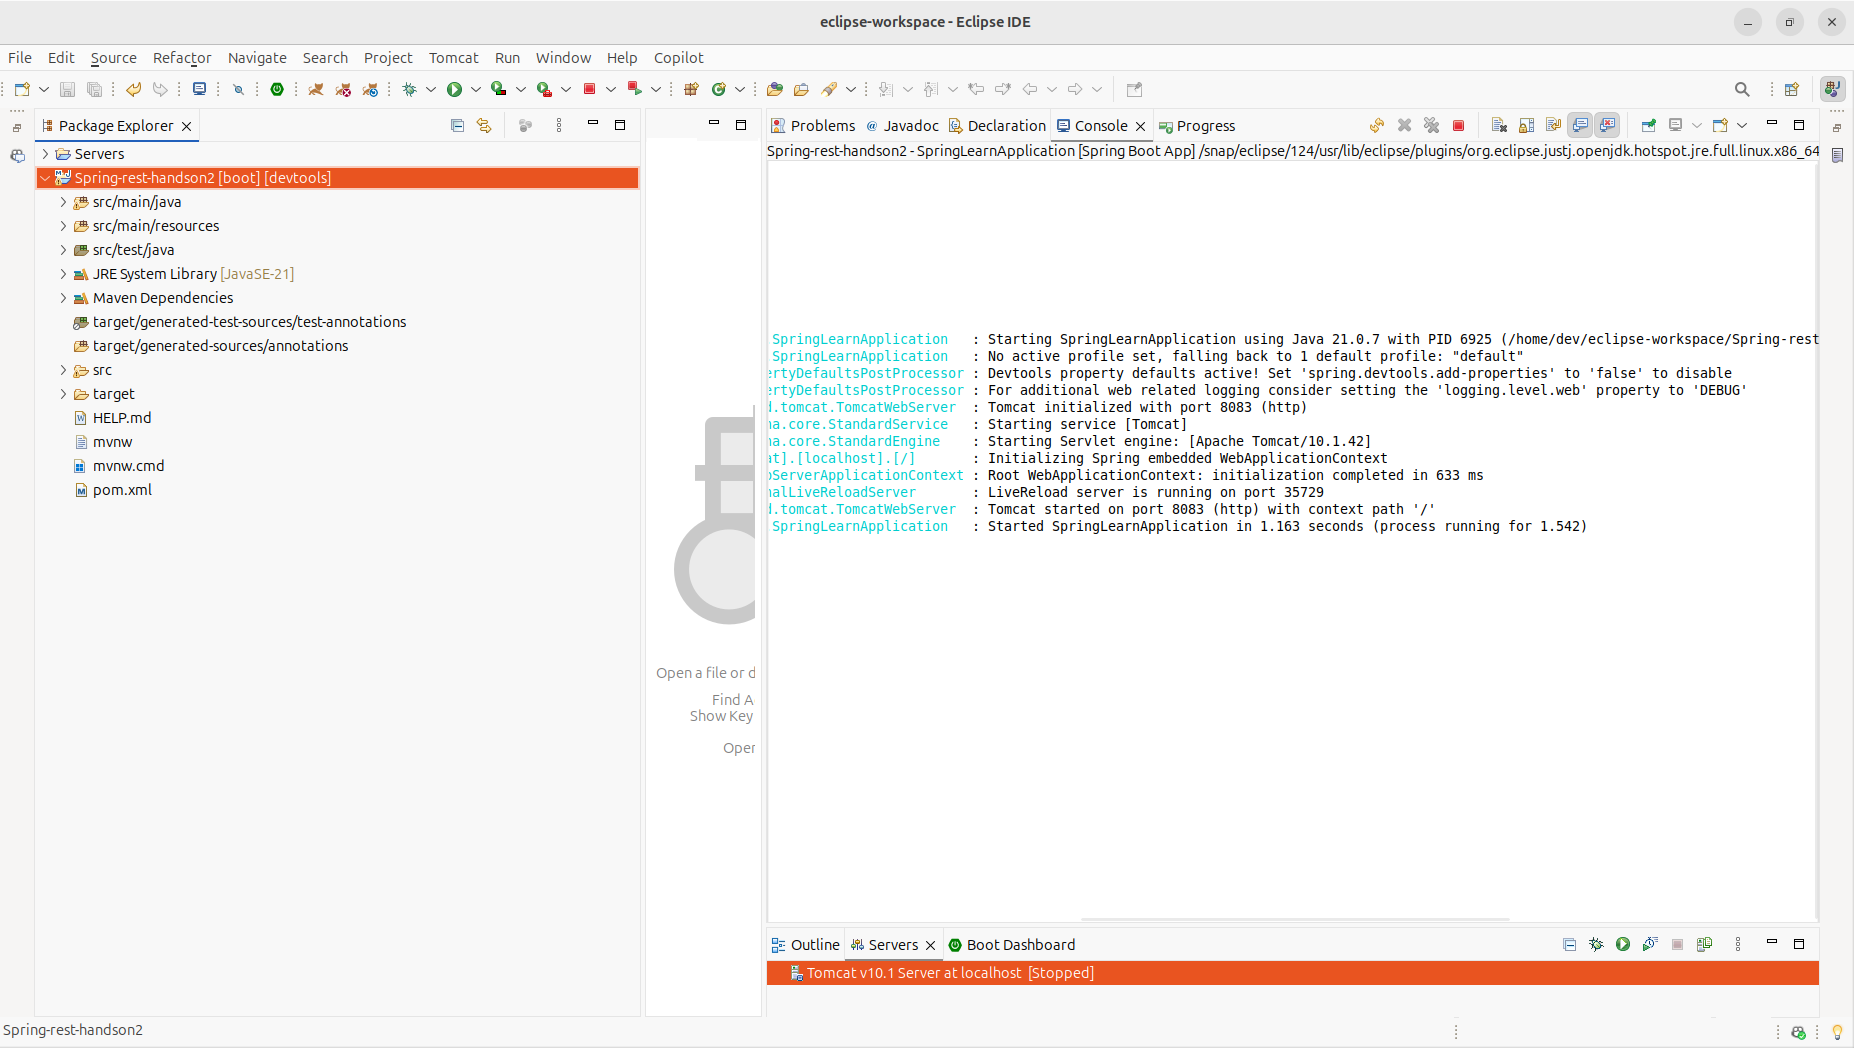 eclipse-workspace - Eclipse IDE
File Edit Source Refactor Navigate Search Project Tomcat Run Window Help Copilot
Package Explorer
Servers
Spring-rest-handson2 [boot] [devtools]
src/main/java
src/main/resources
src/test/java
JRE System Library [JavaSE-21]
Maven Dependencies
target/generated-test-sources/test-annotations
target/generated-sources/annotations
src
target
HELP.md
mvnw
mvnw.cmd
pom.xml
Open a file or d
Find A
Show Key
Open
Problems Javadoc Declaration Console Progress
Spring-rest-handson2 - SpringLearnApplication [Spring Boot App] /snap/eclipse/124/usr/lib/eclipse/plugins/org.eclipse.justj.openjdk.hotspot.jre.full.linux.x86_64
SpringLearnApplication : Starting SpringLearnApplication using Java 21.0.7 with PID 6925 (/home/dev/eclipse-workspace/Spring-rest
SpringLearnApplication : No active profile set, falling back to 1 default profile: "default"
ertyDefaultsPostProcessor : Devtools property defaults active! Set 'spring.devtools.add-properties' to 'false' to disable
ertyDefaultsPostProcessor : For additional web related logging consider setting the 'logging.level.web' property to 'DEBUG'
d.tomcat.TomcatWebServer : Tomcat initialized with port 8083 (http)
na.core.StandardService : Starting service [Tomcat]
na.core.StandardEngine : Starting Servlet engine: [Apache Tomcat/10.1.42]
at].[localhost].[/] : Initializing Spring embedded WebApplicationContext
bServerApplicationContext : Root WebApplicationContext: initialization completed in 633 ms
nalLiveReloadServer : LiveReload server is running on port 35729
d.tomcat.TomcatWebServer : Tomcat started on port 8083 (http) with context path '/'
SpringLearnApplication : Started SpringLearnApplication in 1.163 seconds (process running for 1.542)
Outline Servers Boot Dashboard
Tomcat v10.1 Server at localhost [Stopped]
Spring-rest-handson2